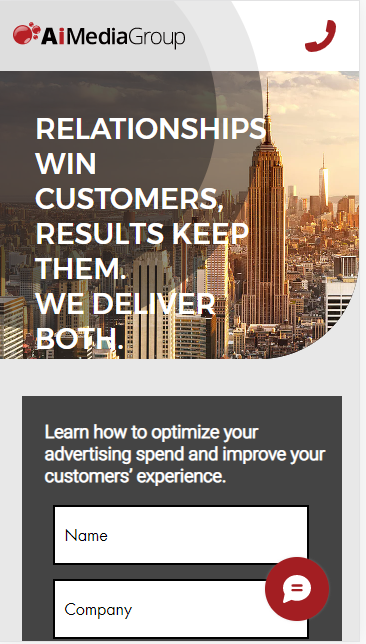 AiMediaGroup
RELATIONSHIPS
WIN
CUSTOMERS,
RESULTS KEEP
THEM.
WE DELIVER
BOTH.
Learn how to optimize your
advertising spend and improve your
customers’ experience.
Name
Company